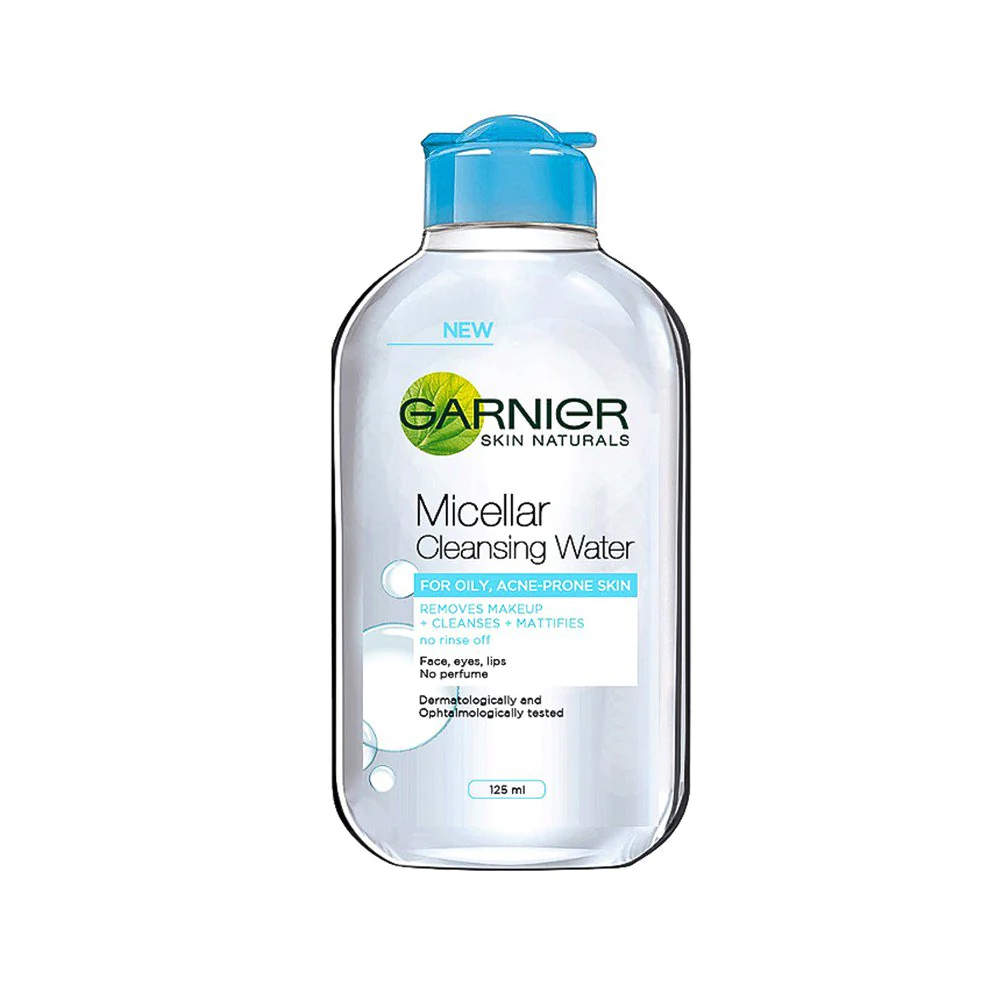 NEW
GARNIER
SKIN NATURALS
Micellar
Cleansing Water
FOR OILY, ACNE-PRONE SKIN
REMOVES MAKEUP
+ CLEANSES + MATTIFIES
no rinse off
Face, eyes, lips
No perfume
Dermatologically and
Ophtalmologically tested
125 ml